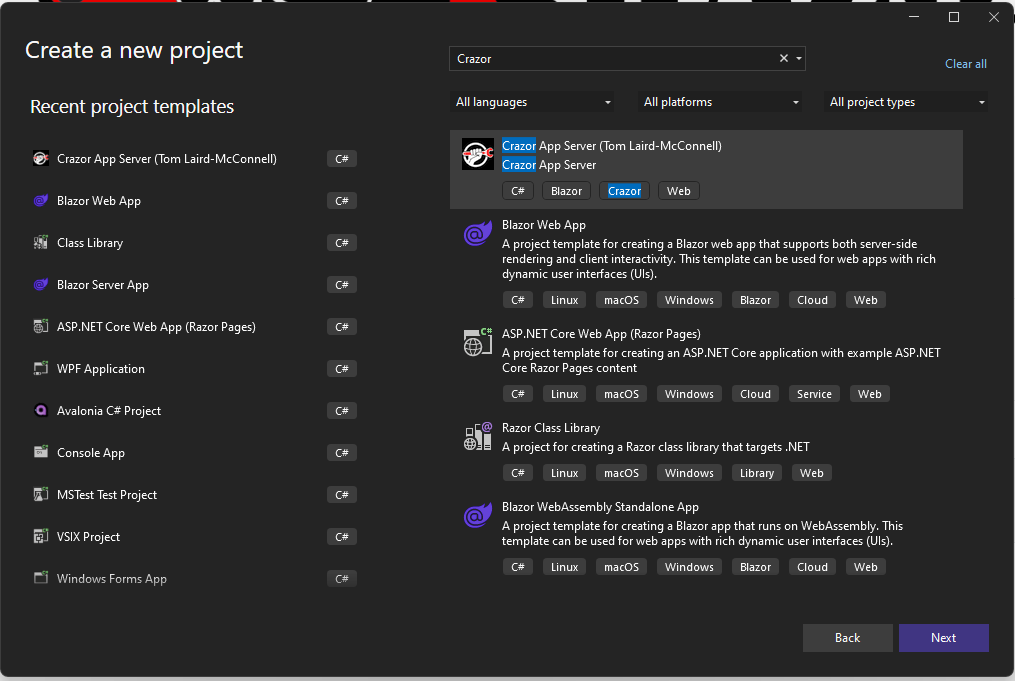 Create a new project
Recent project templates
Crazor App Server (Tom Laird-McConnell) C#
Blazor Web App C#
Class Library C#
Blazor Server App C#
ASP.NET Core Web App (Razor Pages) C#
WPF Application C#
Avalonia C# Project C#
Console App C#
MSTest Test Project C#
VSIX Project C#
Windows Forms App C#
Crazor
Clear all
All languages All platforms All project types
Crazor App Server (Tom Laird-McConnell)
Crazor App Server
C# Blazor Crazor Web
Blazor Web App
A project template for creating a Blazor web app that supports both server-side
rendering and client interactivity. This template can be used for web apps with rich
dynamic user interfaces (UIs).
C# Linux macOS Windows Blazor Cloud Web
ASP.NET Core Web App (Razor Pages)
A project template for creating an ASP.NET Core application with example ASP.NET
Core Razor Pages content
C# Linux macOS Windows Cloud Service Web
Razor Class Library
A project for creating a Razor class library that targets .NET
C# Linux macOS Windows Library Web
Blazor WebAssembly Standalone App
A project template for creating a Blazor app that runs on WebAssembly. This
template can be used for web apps with rich dynamic user interfaces (UIs).
C# Linux macOS Windows Blazor Cloud Web
Back Next